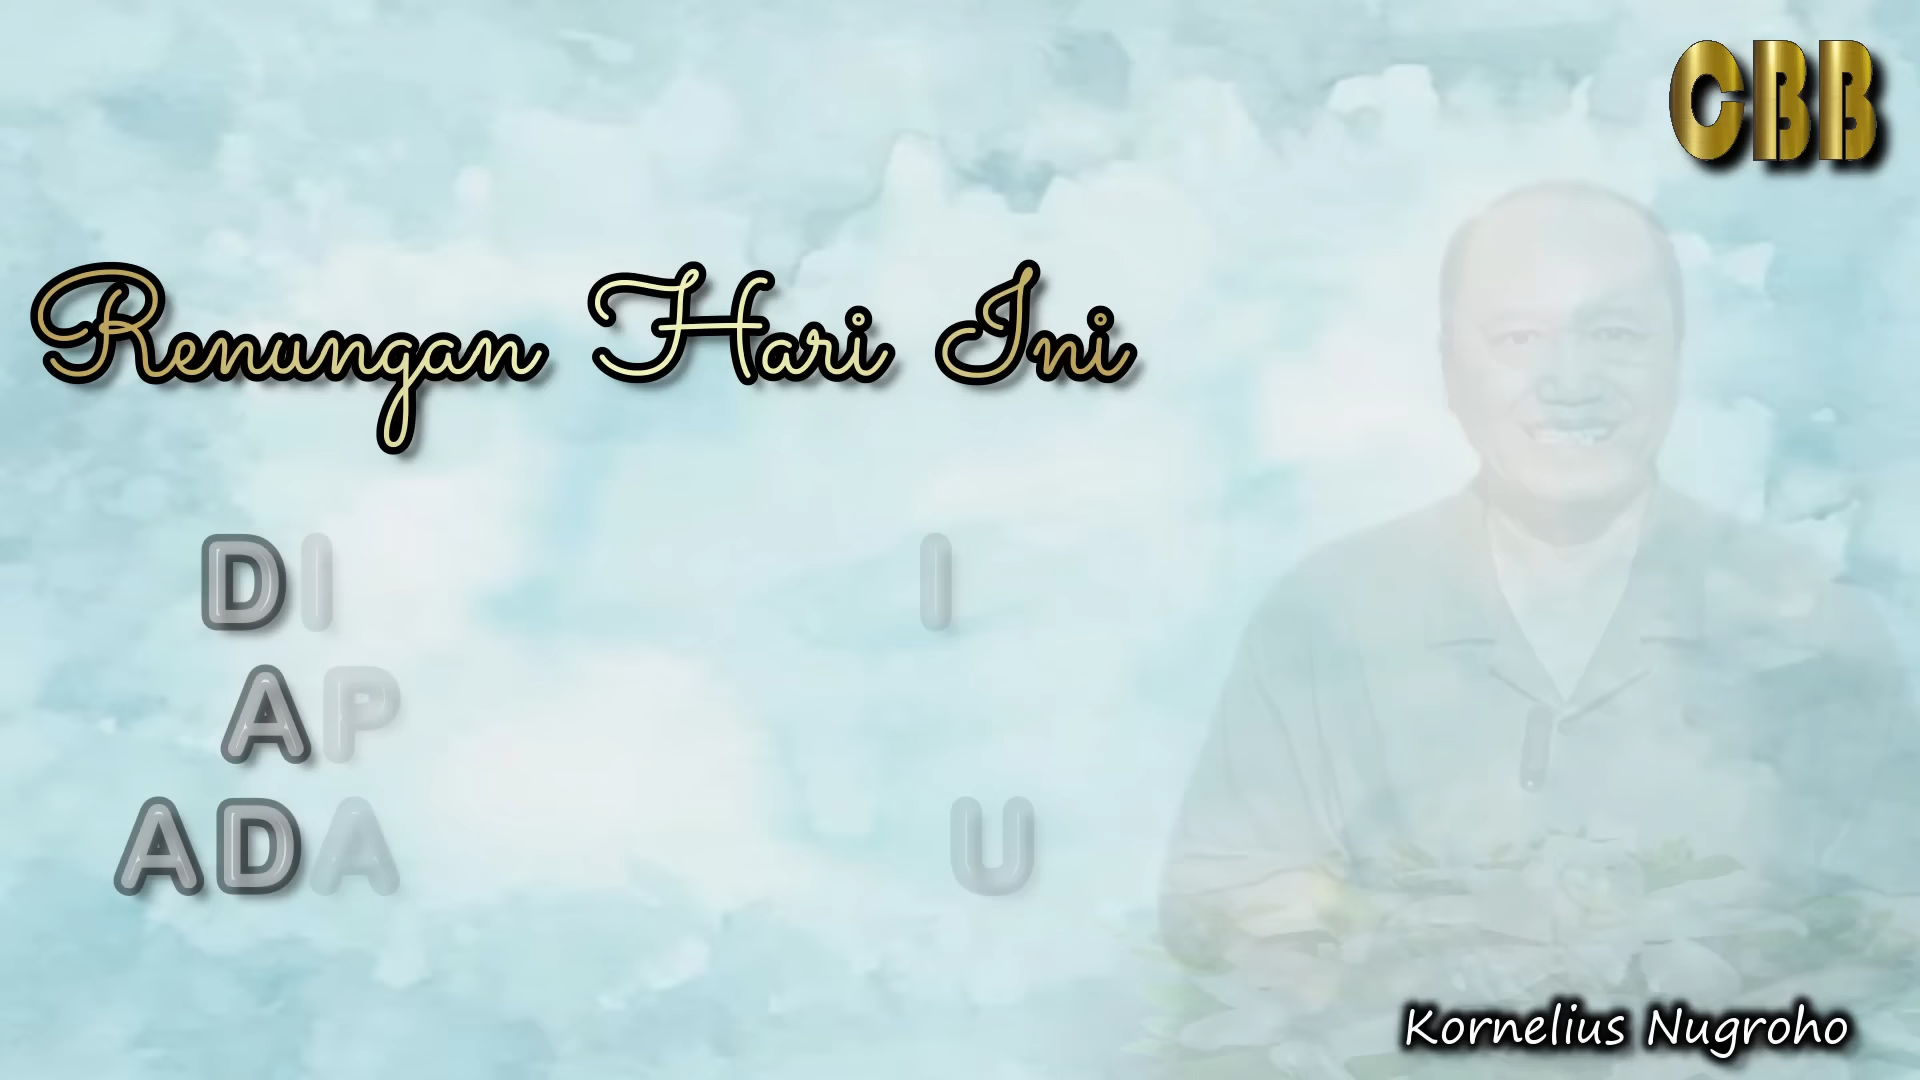 CBB
Renungan Hari Ini
DI I
AP
ADA U
Kornelius Nugroho